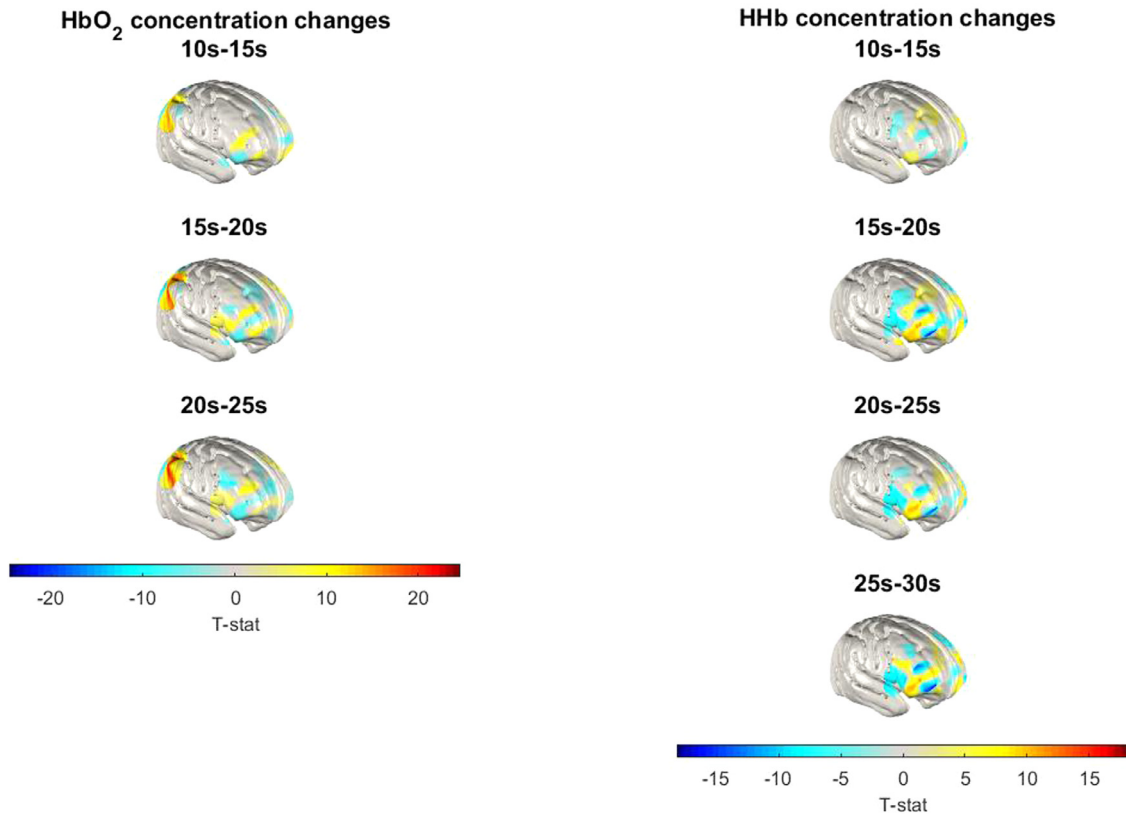 HbO2 concentration changes
10s-15s
15s-20s
20s-25s
-20 -10 0 10 20
T-stat
HHb concentration changes
10s-15s
15s-20s
20s-25s
25s-30s
-15 -10 -5 0 5 10 15
T-stat